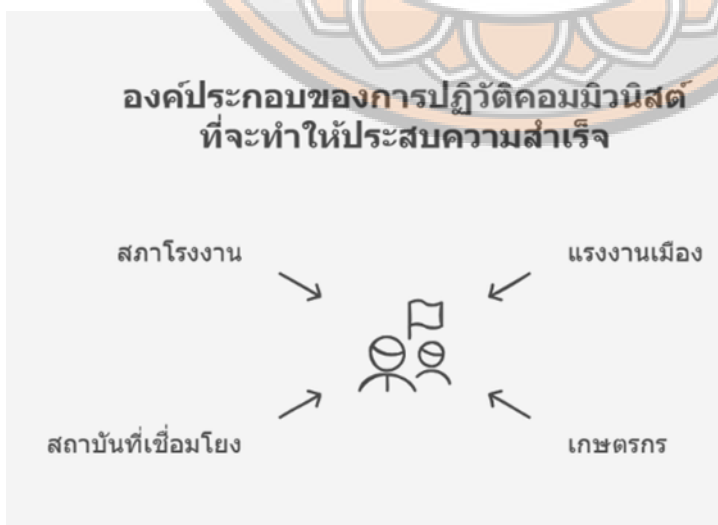 องค์ประกอบของการปฏิวัติคอมมิวนิสต์
ที่จะทำให้ประสบความสำเร็จ
สภาโรงงาน
แรงงานเมือง
สถาบันที่เชื่อมโยง
เกษตรกร